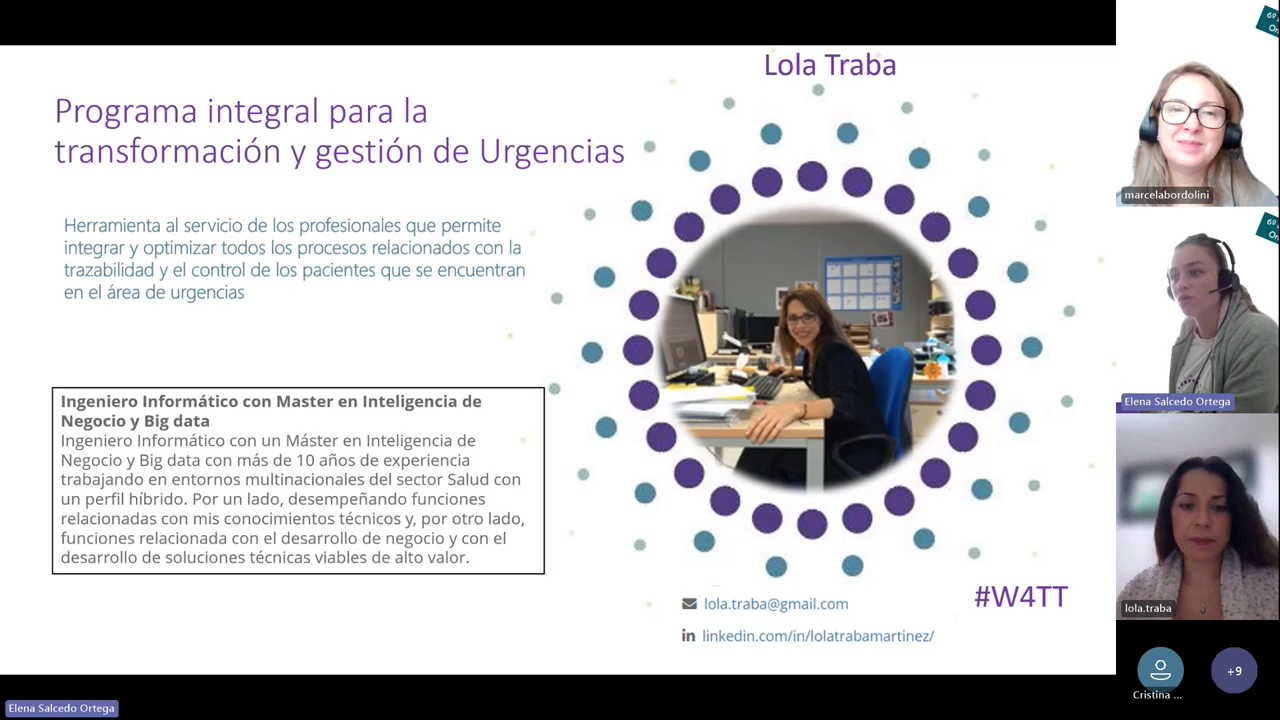 Lola Traba
Programa integral para la
transformación y gestión de Urgencias
Herramienta al servicio de los profesionales que permite
integrar y optimizar todos los procesos relacionados con la
trazabilidad y el control de los pacientes que se encuentran
en el área de urgencias
Ingeniero Informático con Master en Inteligencia de
Negocio y Big data
Ingeniero Informático con un Máster en Inteligencia de
Negocio y Big data con más de 10 años de experiencia
trabajando en entornos multinacionales del sector Salud con
un perfil híbrido. Por un lado, desempeñando funciones
relacionadas con mis conocimientos técnicos y, por otro lado,
funciones relacionada con el desarrollo de negocio y con el
desarrollo de soluciones técnicas viables de alto valor.
#W4TT
lola.traba@gmail.com
in linkedin.com/in/lolatrabamartinez/
marcelabordolini
Elena Salcedo Ortega
lola.traba
Cristina ...
+9
Elena Salcedo Ortega